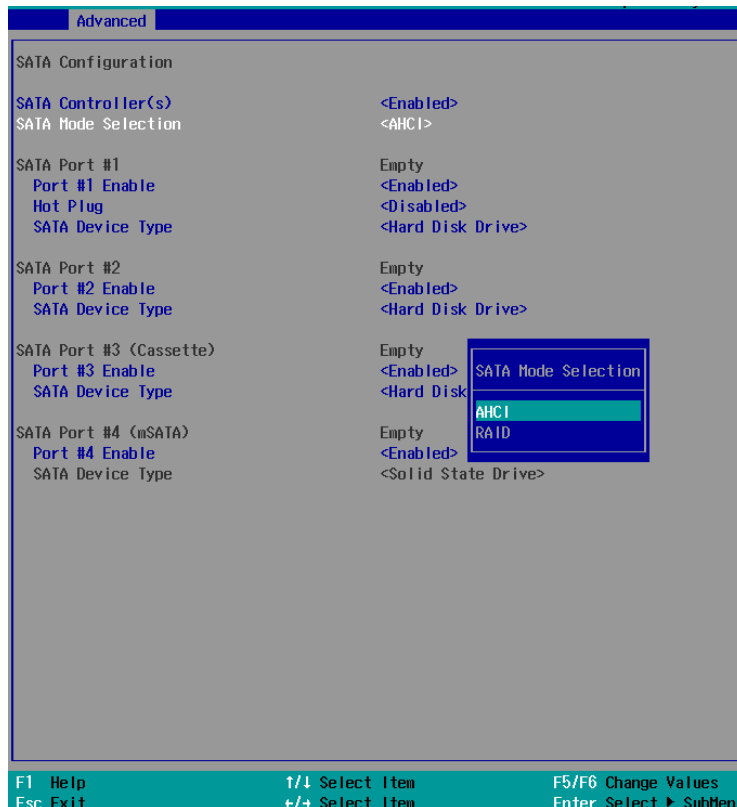 Advanced
SATA Configuration
SATA Controller(s) <Enabled>
SATA Mode Selection <AHCI>
SATA Port #1 Empty
Port #1 Enable <Enabled>
Hot Plug <Disabled>
SATA Device Type <Hard Disk Drive>
SATA Port #2 Empty
Port #2 Enable <Enabled>
SATA Device Type <Hard Disk Drive>
SATA Port #3 (Cassette) Empty
Port #3 Enable <Enabled>
SATA Device Type <Hard Disk
SATA Mode Selection
AHCI
RAID
SATA Port #4 (mSATA) Empty
Port #4 Enable <Enabled>
SATA Device Type <Solid State Drive>
F1 Help ↑/↓ Select Item F5/F6 Change Values
Esc Exit ←/→ Select Item Enter Select ▶ SubMen